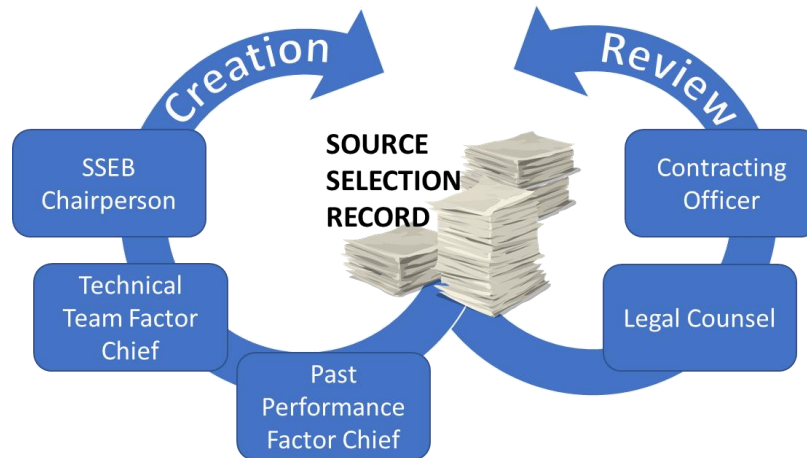 Creation
Review
SSEB
Chairperson
SOURCE
SELECTION
RECORD
Contracting
Officer
Technical
Team Factor
Chief
Legal Counsel
Past
Performance
Factor Chief